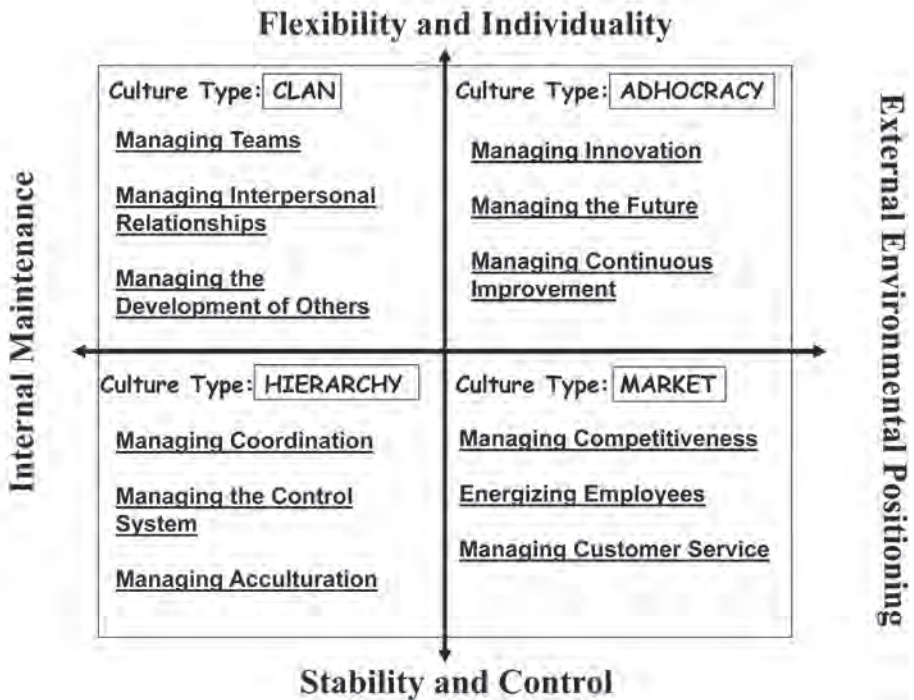 Flexibility and Individuality
Internal Maintenance
Culture Type: CLAN
Managing Teams
Managing Interpersonal
Relationships
Managing the
Development of Others
Culture Type: ADHOCRACY
Managing Innovation
Managing the Future
Managing Continuous
Improvement
Culture Type: HIERARCHY
Managing Coordination
Managing the Control
System
Managing Acculturation
Culture Type: MARKET
Managing Competitiveness
Energizing Employees
Managing Customer Service
External Environmental Positioning
Stability and Control